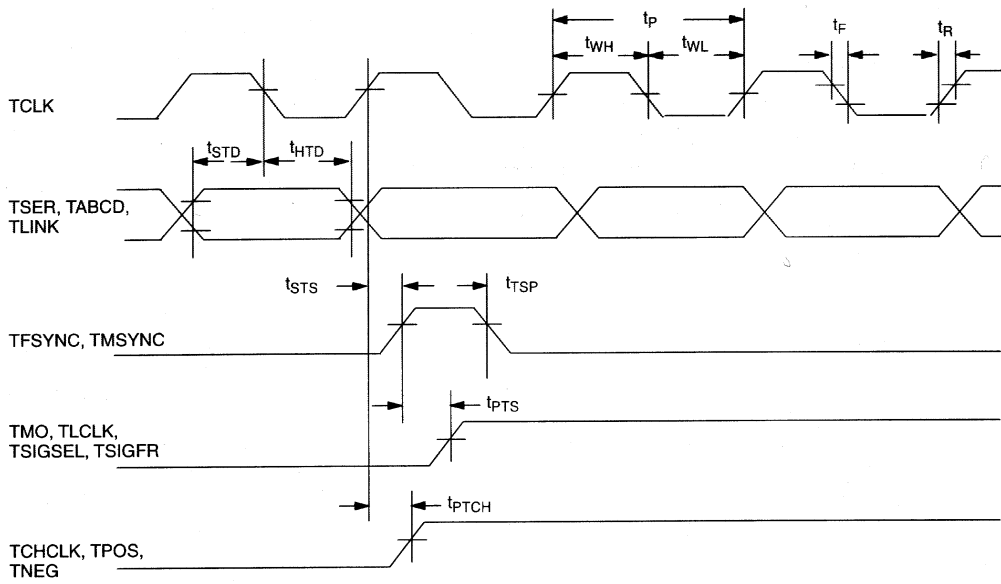 tP
tWH tWL
tF
tR
TCLK
tSTD tHTD
TSER, TABCD,
TLINK
tSTS
tTSP
TFSYNC, TMSYNC
tPTS
TMO, TLCLK,
TSIGSEL, TSIGFR
tPTCH
TCHCLK, TPOS,
TNEG